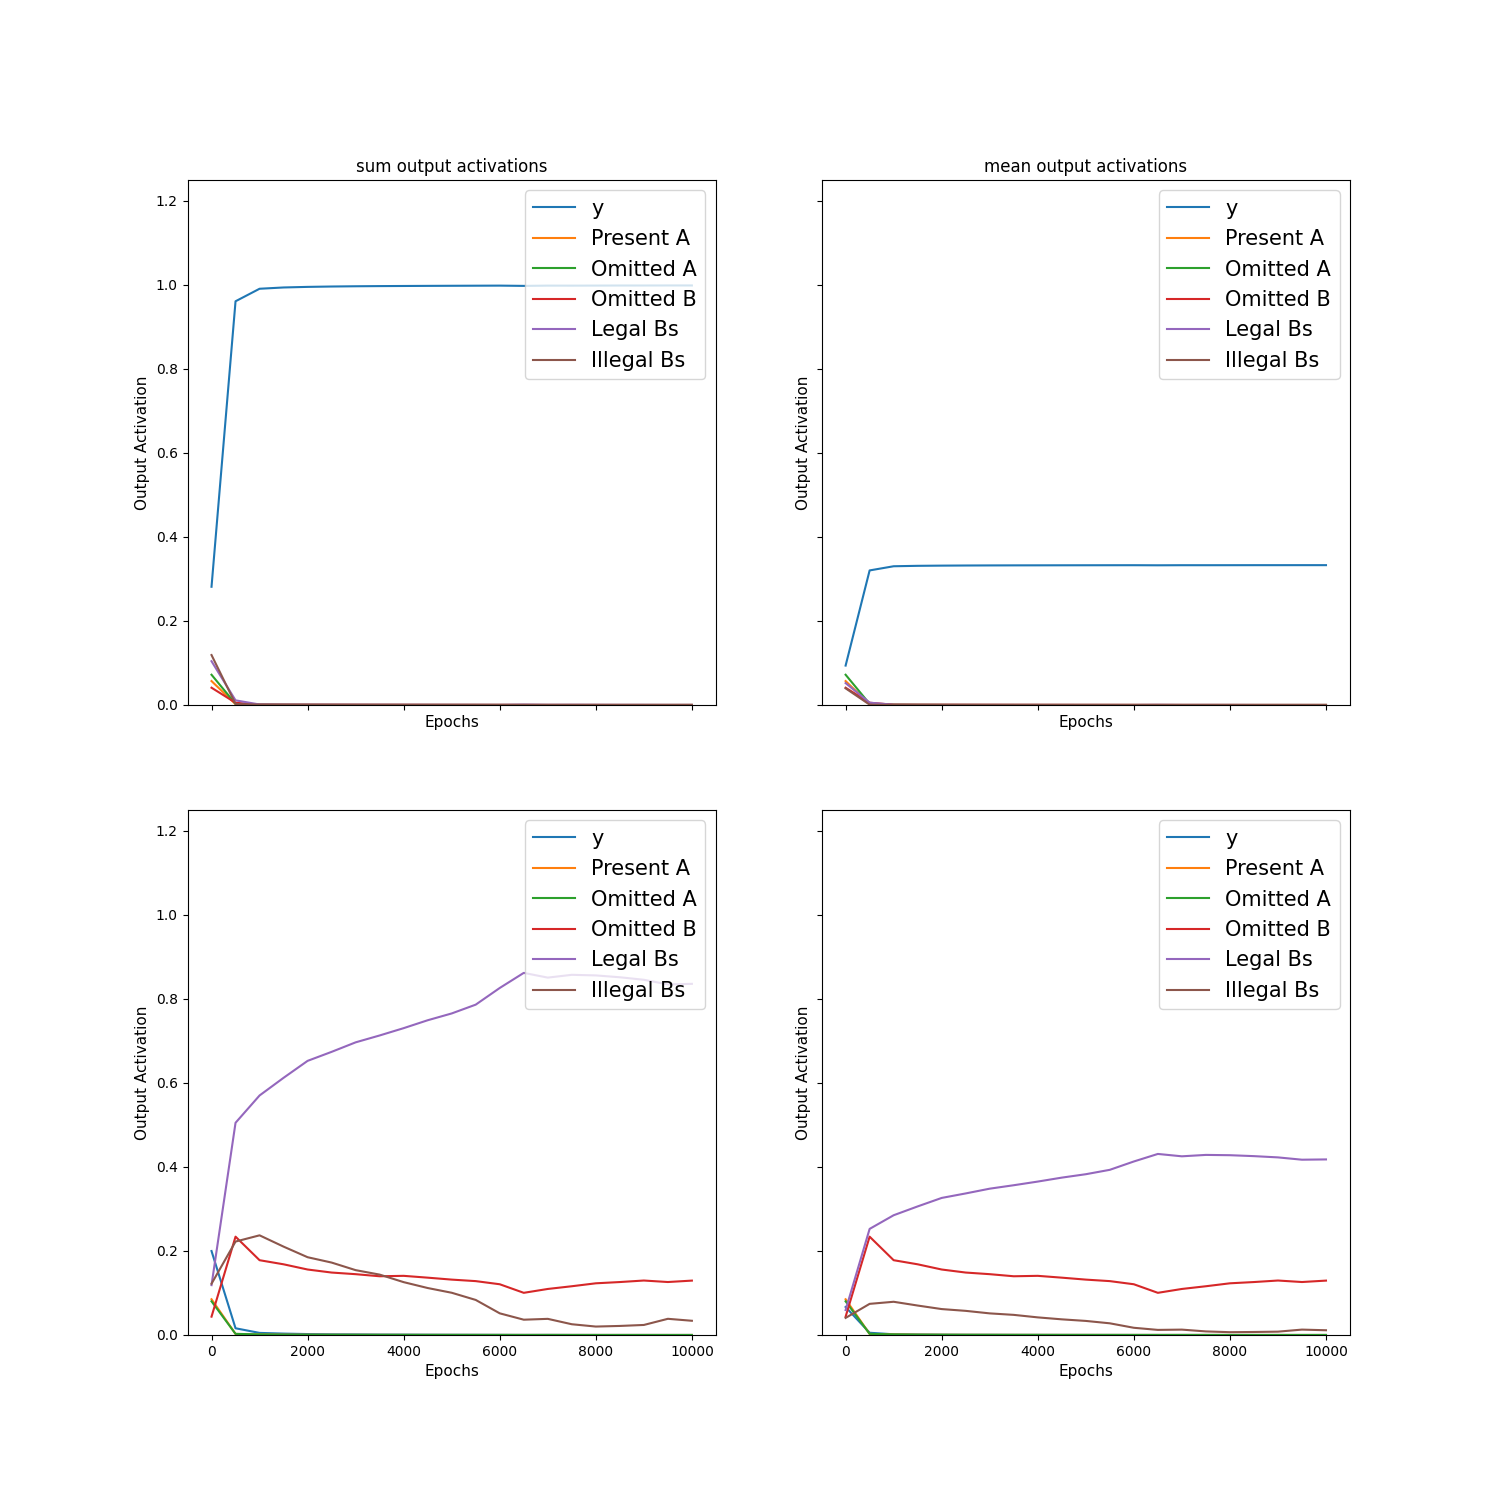 sum output activations
1.2
1.0
0.8
0.6
0.4
0.2
0.0
Output Activation
Epochs
y
Present A
Omitted A
Omitted B
Legal Bs
Illegal Bs
mean output activations
Output Activation
Epochs
y
Present A
Omitted A
Omitted B
Legal Bs
Illegal Bs
1.2
1.0
0.8
0.6
0.4
0.2
0.0
Output Activation
0 2000 4000 6000 8000 10000
Epochs
y
Present A
Omitted A
Omitted B
Legal Bs
Illegal Bs
Output Activation
0 2000 4000 6000 8000 10000
Epochs
y
Present A
Omitted A
Omitted B
Legal Bs
Illegal Bs